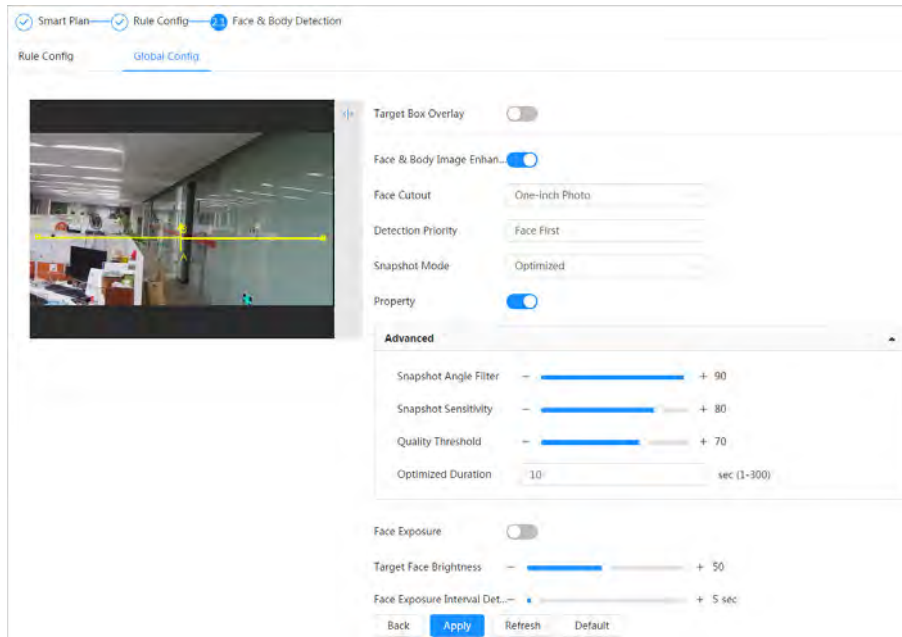 Smart Plan Rule Config 2.1 Face & Body Detection
Rule Config Global Config
Target Box Overlay
Face & Body Image Enhan...
Face Cutout One-inch Photo
Detection Priority Face First
Snapshot Mode Optimized
Property
Advanced
Snapshot Angle Filter − + 90
Snapshot Sensitivity − + 80
Quality Threshold − + 70
Optimized Duration 10 sec (1-300)
Face Exposure
Target Face Brightness − + 50
Face Exposure Interval Det... − + 5 sec
Back Apply Refresh Default